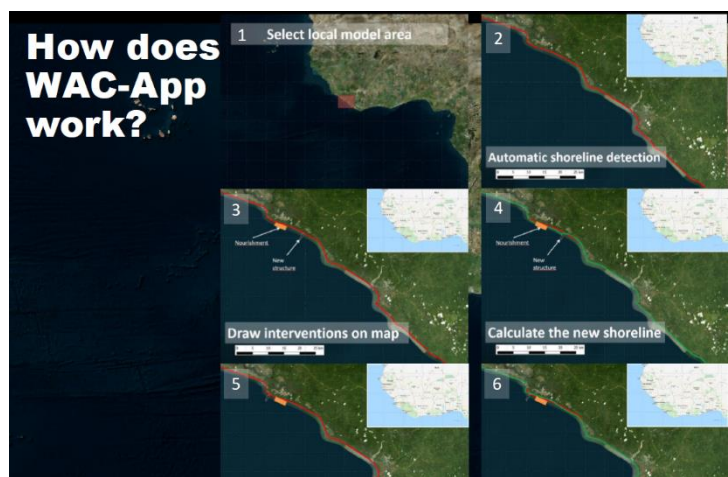 How does
WAC-App
work?
1
Select local model area
2
Automatic shoreline detection
3
Nourishment
New
structure
Draw interventions on map
4
Nourishment
New
structure
Calculate the new shoreline
5
6